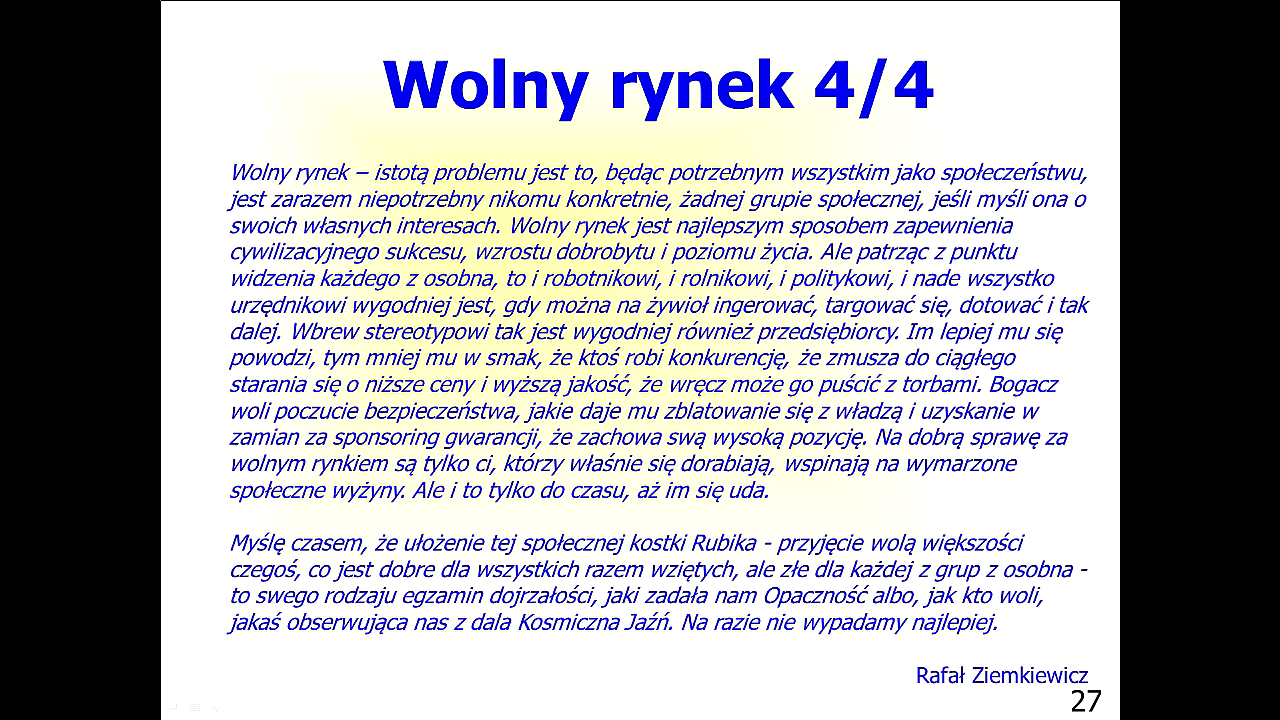 Wolny rynek 4/4
Wolny rynek – istotą problemu jest to, będąc potrzebnym wszystkim jako społeczeństwu,
jest zarazem niepotrzebny nikomu konkretnie, żadnej grupie społecznej, jeśli myśli ona o
swoich własnych interesach. Wolny rynek jest najlepszym sposobem zapewnienia
cywilizacyjnego sukcesu, wzrostu dobrobytu i poziomu życia. Ale patrząc z punktu
widzenia każdego z osobna, to i robotnikowi, i rolnikowi, i politykowi, i nade wszystko
urzędnikowi wygodniej jest, gdy można na żywioł ingerować, targować się, dotować i tak
dalej. Wbrew stereotypowi tak jest wygodniej również przedsiębiorcy. Im lepiej mu się
powodzi, tym mniej mu w smak, że ktoś robi konkurencję, że zmusza do ciągłego
starania się o niższe ceny i wyższą jakość, że wręcz może go puścić z torbami. Bogacz
woli poczucie bezpieczeństwa, jakie daje mu zblatowanie się z władzą i uzyskanie w
zamian za sponsoring gwarancji, że zachowa swą wysoką pozycję. Na dobrą sprawę za
wolnym rynkiem są tylko ci, którzy właśnie się dorabiają, wspinają na wymarzone
społeczne wyżyny. Ale i to tylko do czasu, aż im się uda.
Myślę czasem, że ułożenie tej społecznej kostki Rubika - przyjęcie wolą większości
czegoś, co jest dobre dla wszystkich razem wziętych, ale złe dla każdej z grup z osobna -
to swego rodzaju egzamin dojrzałości, jaki zadała nam Opaczność albo, jak kto woli,
jakaś obserwująca nas z dala Kosmiczna Jaźń. Na razie nie wypadamy najlepiej.
Rafał Ziemkiewicz
27